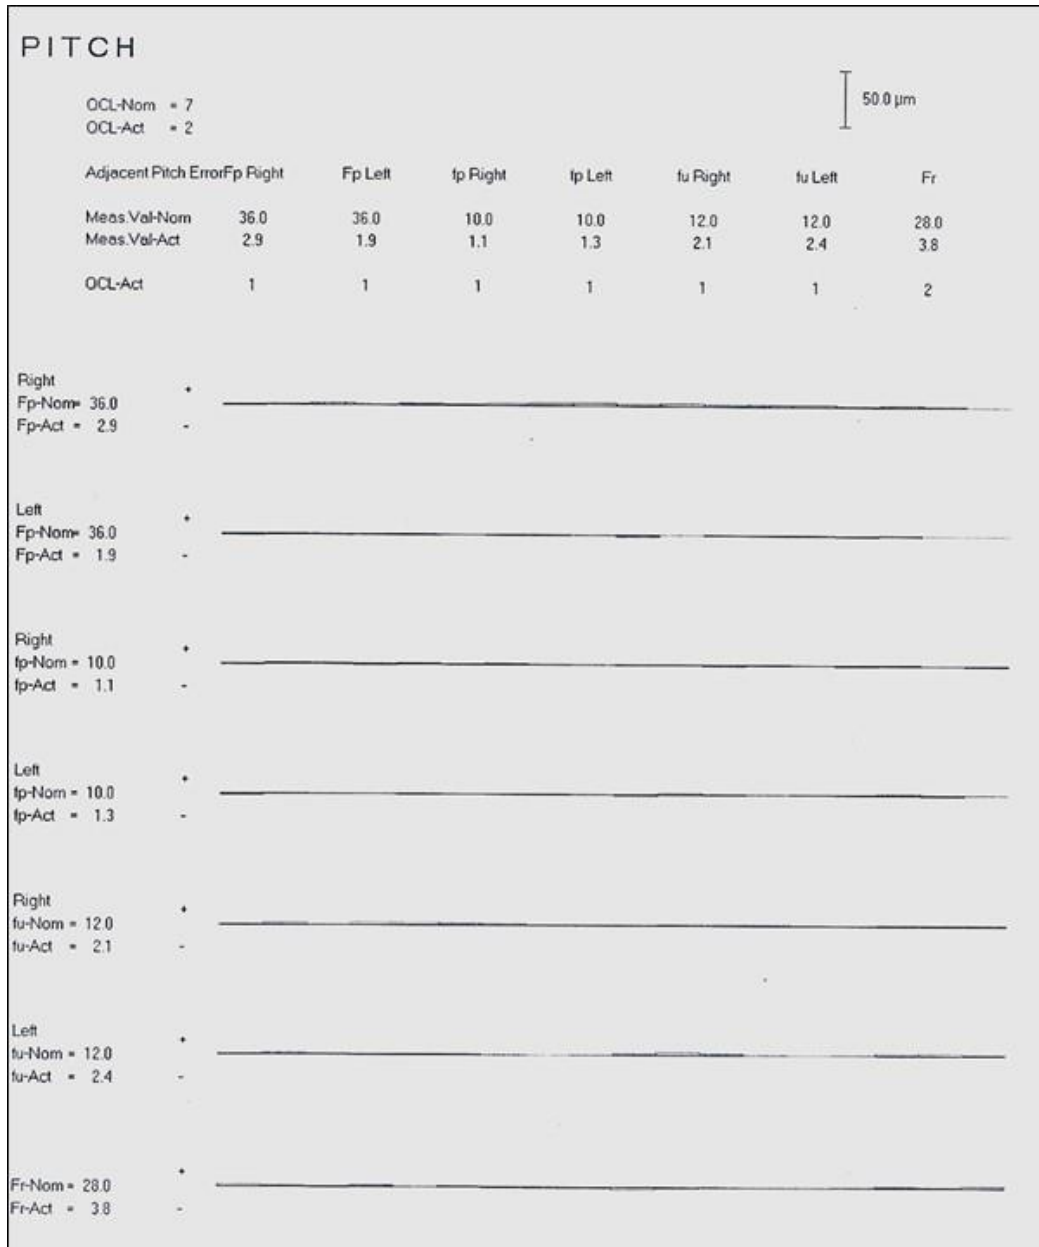 PITCH
50.0 µm
OCL-Nom = 7
OCL-Act = 2
Adjacent Pitch Error Fp Right Fp Left fp Right fp Left fu Right fu Left Fr
Meas.Val-Nom 36.0 36.0 10.0 10.0 12.0 12.0 28.0
Meas.Val-Act 2.9 1.9 1.1 1.3 2.1 2.4 3.8
OCL-Act 1 1 1 1 1 1 2
Right
+
Fp-Nom= 36.0
Fp-Act = 2.9 -
Left
+
Fp-Nom= 36.0
Fp-Act = 1.9 -
Right
+
fp-Nom = 10.0
fp-Act = 1.1 -
Left
+
fp-Nom = 10.0
fp-Act = 1.3 -
Right
+
fu-Nom = 12.0
fu-Act = 2.1 -
Left
+
fu-Nom = 12.0
fu-Act = 2.4 -
+
Fr-Nom = 28.0
Fr-Act = 3.8 -